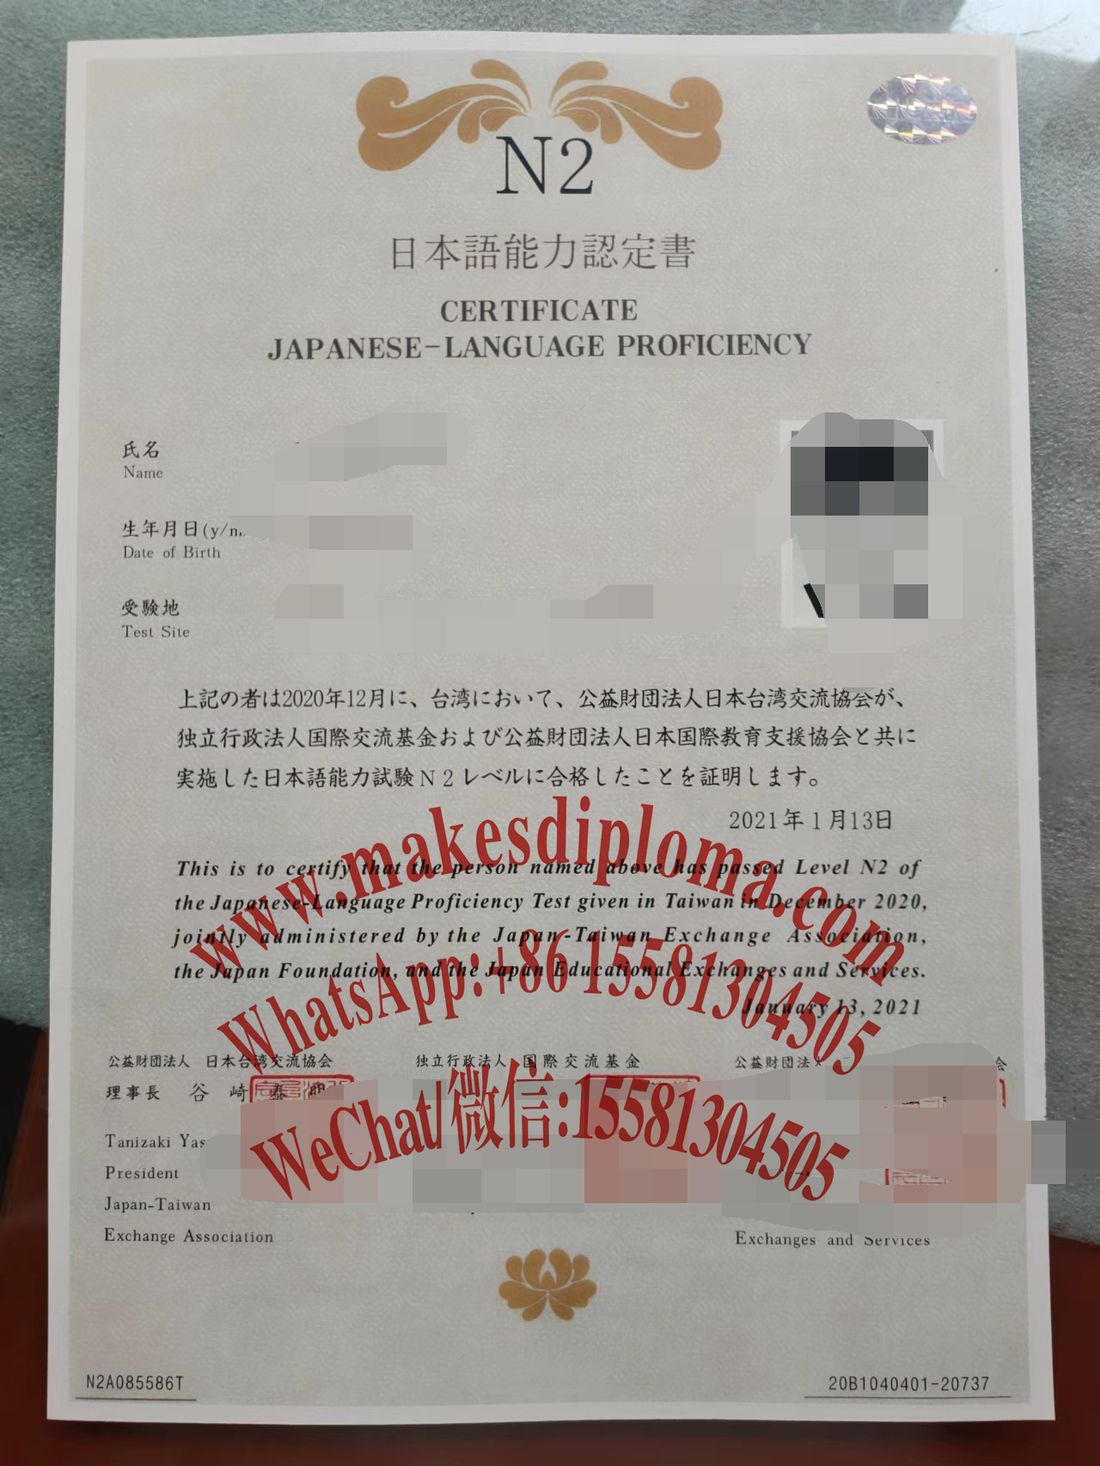 N2
日本語能力認定書
CERTIFICATE
JAPANESE-LANGUAGE PROFICIENCY
氏名
Name
生年月日(y/m
Date of Birth
受験地
Test Site
上記の者は2020年12月に、台湾において、公益財団法人日本台湾交流協会が、
独立行政法人国際交流基金および公益財団法人日本国際教育支援協会と共に
実施した日本語能力試験N2レベルに合格したことを証明します。
2021年1月13日
This is to certify that the person named above has passed Level N2 of
the Japanese-Language Proficiency Test given in Taiwan in December 2020,
jointly administered by the Japan-Taiwan Exchange Association,
the Japan Foundation, and the Japan Educational Exchanges and Services.
January 13, 2021
www.makesdiploma.com
WhatsApp:+86 15581304505
WeChat/微信:15581304505
公益財団法人 日本台湾交流協会
理事長 谷崎泰明
Tanizaki Yas
President
Japan-Taiwan
Exchange Association
独立行政法人 国際交流基金
公益財団法 会
Exchanges and Services
N2A085586T
20B1040401-20737